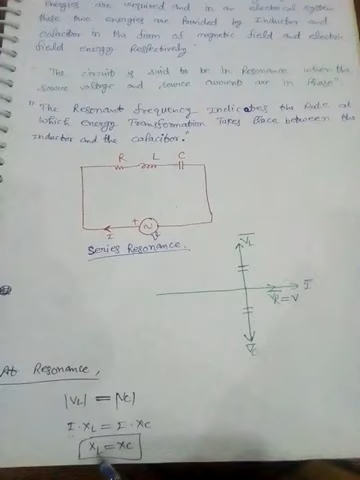 energies are required and in an electrical system
these two energies are Provided by Inductor and
capacitor in the form of magnetic field and electric
field energy Respectively.
"The circuit is said to be in Resonance when the
source voltage and source current are in Phase"
"The Resonant frequency Indicates the Rate at
which energy Transformation Takes Place between the
Inductor and the capacitor."
R L C
+
I V
Series Resonance.
VL
I
VR=V
VC
At Resonance,
|VL| = |VC|
I·XL = I·XC
XL = XC